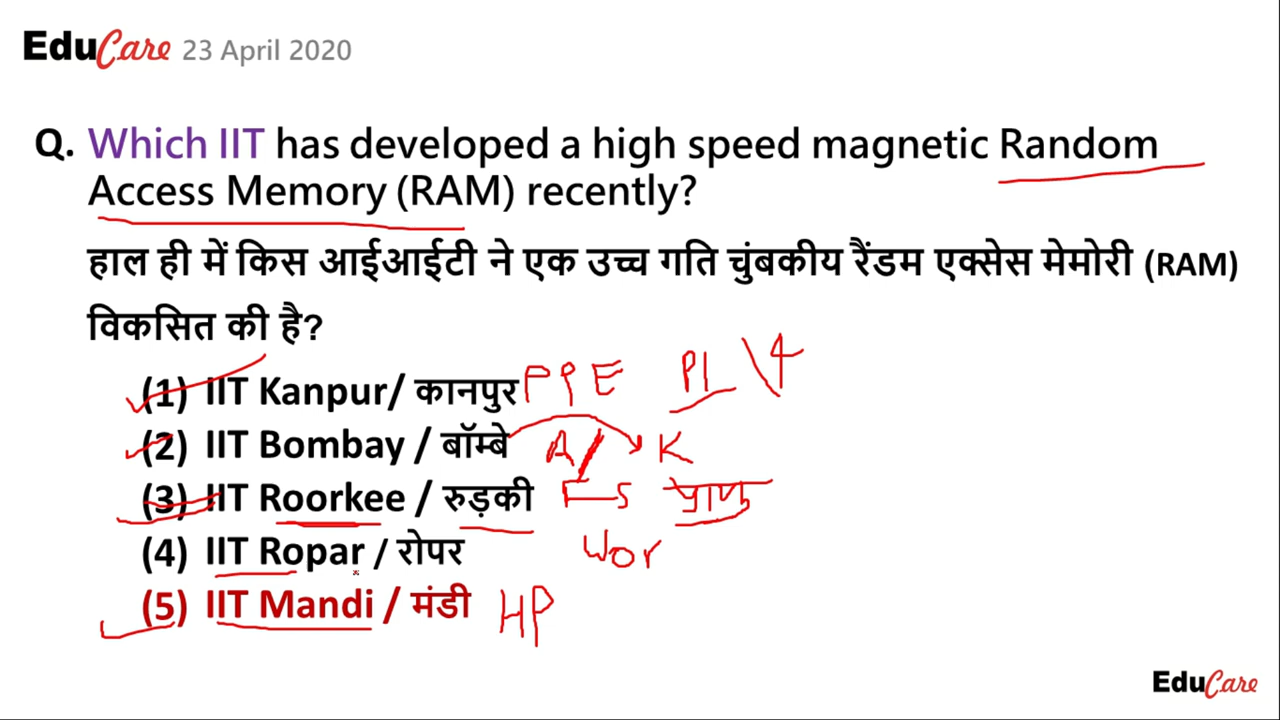 EduCare 23 April 2020
Q. Which IIT has developed a high speed magnetic Random
Access Memory (RAM) recently?
हाल ही में किस आईआईटी ने एक उच्च गति चुंबकीय रैंडम एक्सेस मेमोरी (RAM)
विकसित की है?
(1) IIT Kanpur/ कानपुर PPE
(2) IIT Bombay / बॉम्बे A K
(3) IIT Roorkee / रुड़की
(4) IIT Ropar / रोपर Wor
(5) IIT Mandi / मंडी HP
EduCare